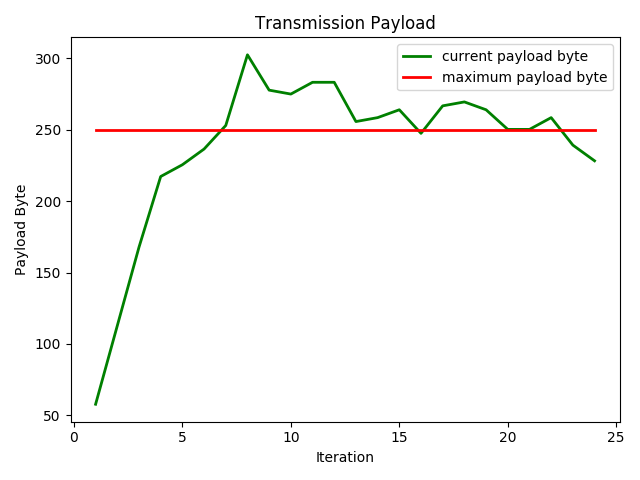 Transmission Payload
current payload byte
maximum payload byte
Payload Byte
300
250
200
150
100
50
0 5 10 15 20 25
Iteration